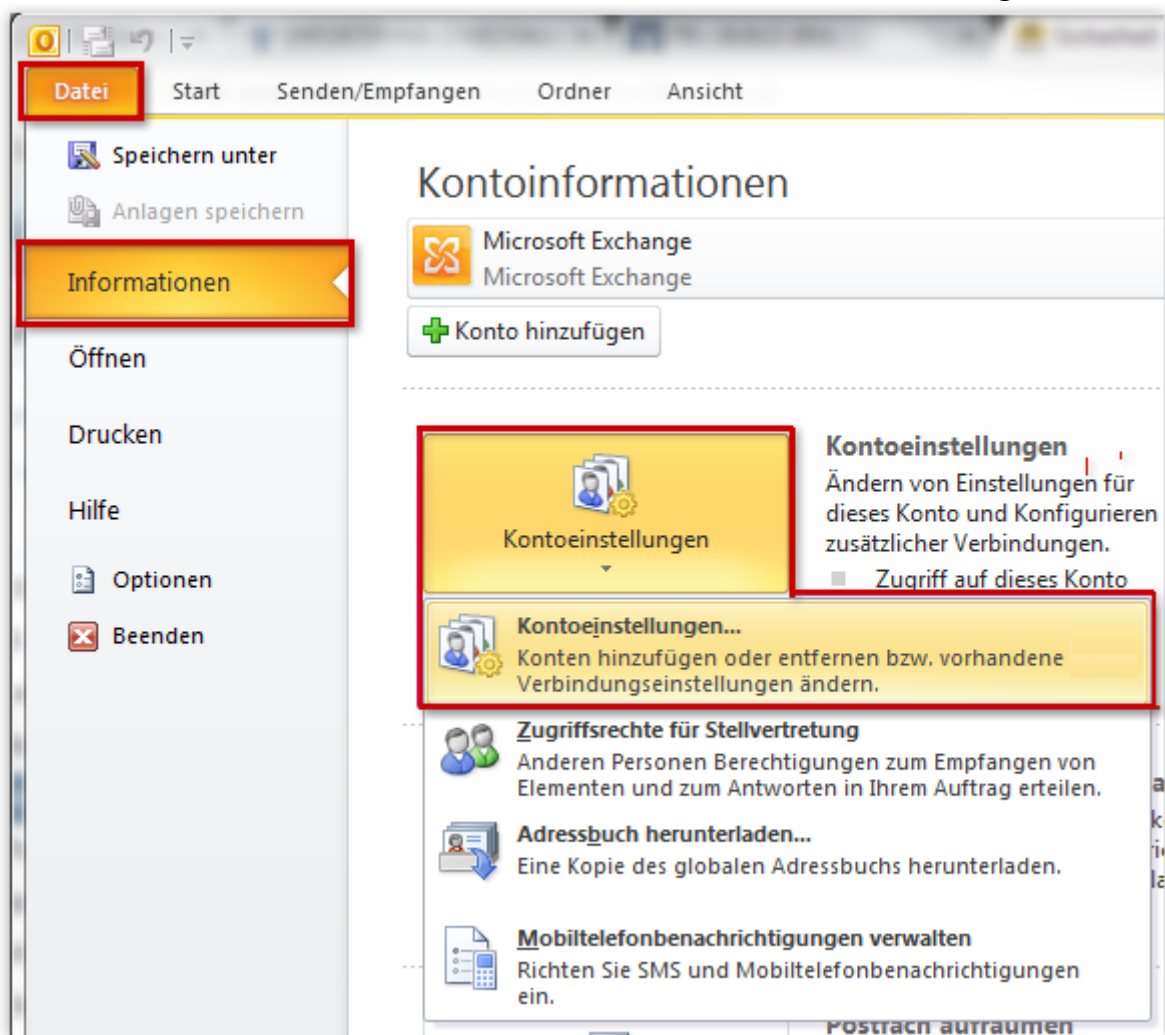 Datei Start Senden/Empfangen Ordner Ansicht
Speichern unter
Anlagen speichern
Informationen
Öffnen
Drucken
Hilfe
Optionen
Beenden
Kontoinformationen
Microsoft Exchange
Microsoft Exchange
Konto hinzufügen
Kontoeinstellungen
Kontoeinstellungen
Ändern von Einstellungen für
dieses Konto und Konfigurieren
zusätzlicher Verbindungen.
Zugriff auf dieses Konto
Kontoeinstellungen...
Konten hinzufügen oder entfernen bzw. vorhandene
Verbindungseinstellungen ändern.
Zugriffsrechte für Stellvertretung
Anderen Personen Berechtigungen zum Empfangen von
Elementen und zum Antworten in Ihrem Auftrag erteilen.
Adressbuch herunterladen...
Eine Kopie des globalen Adressbuchs herunterladen.
Mobiltelefonbenachrichtigungen verwalten
Richten Sie SMS und Mobiltelefonbenachrichtigungen
ein.
Postfach aufräumen